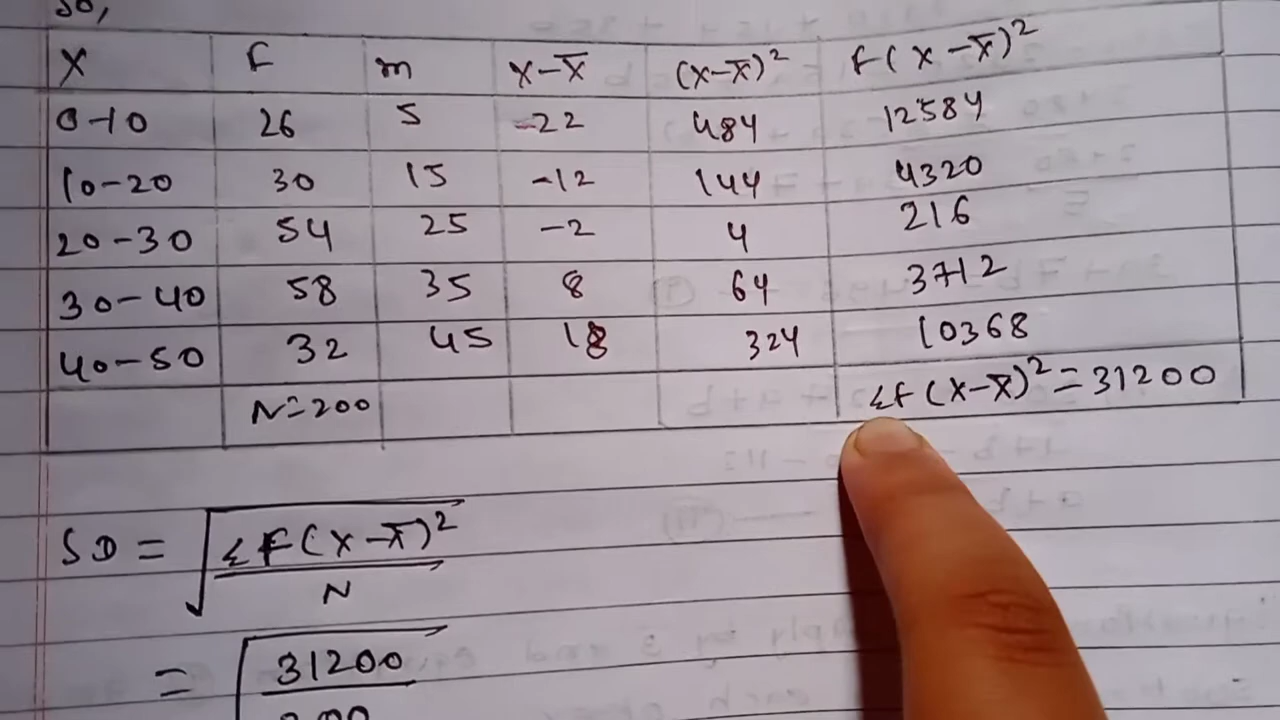 So,
X F m X-X̄ (X-X̄)² F(X-X̄)²
0-10 26 5 -22 484 12584
10-20 30 15 -12 144 4320
20-30 54 25 -2 4 216
30-40 58 35 8 64 3712
40-50 32 45 18 324 10368
N=200 ΣF(X-X̄)²=31200
SD = √ΣF(X-X̄)²
N
= √31200
200